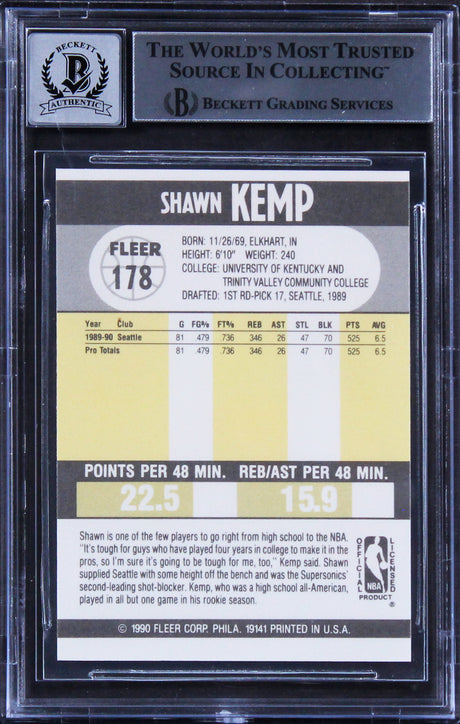 BECKETT
AUTHENTIC
THE WORLD'S MOST TRUSTED
SOURCE IN COLLECTING™
BECKETT GRADING SERVICES
SHAWN KEMP
FLEER
178
BORN: 11/26/69, ELKHART, IN
HEIGHT: 6'10" WEIGHT: 240
COLLEGE: UNIVERSITY OF KENTUCKY AND
TRINITY VALLEY COMMUNITY COLLEGE
DRAFTED: 1ST RD-PICK 17, SEATTLE, 1989
Year Club G FG% FT% REB AST STL BLK PTS AVG
1989-90 Seattle 81 .479 .736 346 26 47 70 525 6.5
Pro Totals 81 .479 .736 346 26 47 70 525 6.5
POINTS PER 48 MIN. REB/AST PER 48 MIN.
22.5 15.9
Shawn is one of the few players to go right from high school to the NBA.
"It's tough for guys who have played four years in college to make it in the
pros, so I'm sure it's going to be tough for me, too," Kemp said. Shawn
supplied Seattle with some height off the bench and was the Supersonics'
second-leading shot-blocker. Kemp, who was a high school all-American,
played in all but one game in his rookie season.
OFFICIAL
LICENSED
NBA
PRODUCT ®
© 1990 FLEER CORP. PHILA. 19141 PRINTED IN U.S.A.